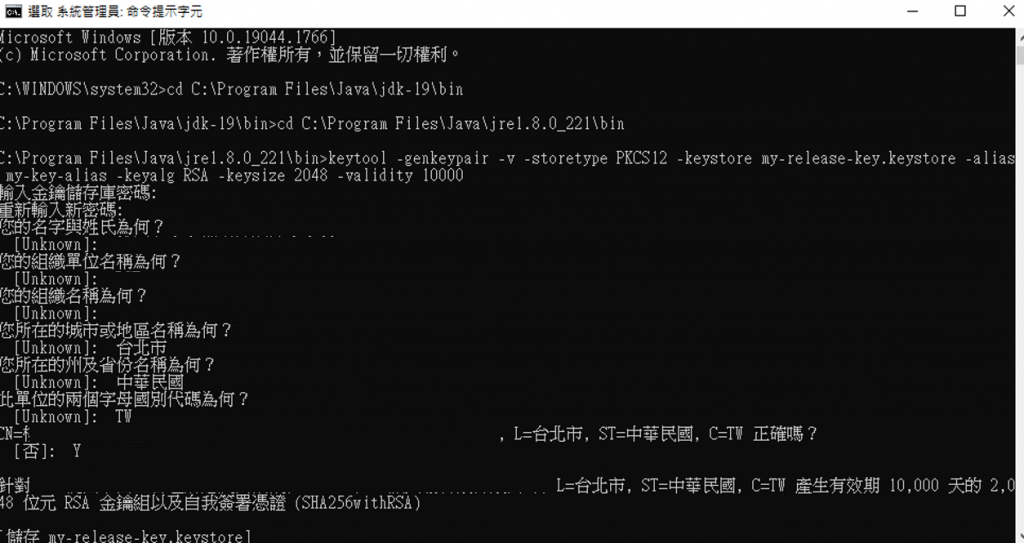 選取 系統管理員: 命令提示字元
Microsoft Windows [版本 10.0.19044.1766]
(c) Microsoft Corporation. 著作權所有，並保留一切權利。
C:\WINDOWS\system32>cd C:\Program Files\Java\jdk-19\bin
C:\Program Files\Java\jdk-19\bin>cd C:\Program Files\Java\jre1.8.0_221\bin
C:\Program Files\Java\jre1.8.0_221\bin>keytool -genkeypair -v -storetype PKCS12 -keystore my-release-key.keystore -alias
my-key-alias -keyalg RSA -keysize 2048 -validity 10000
輸入金鑰儲存庫密碼:
重新輸入新密碼:
您的名字與姓氏為何？
[Unknown]:
您的組織單位名稱為何？
[Unknown]:
您的組織名稱為何？
[Unknown]:
您所在的城市或地區名稱為何？
[Unknown]: 台北市
您所在的州及省份名稱為何？
[Unknown]: 中華民國
此單位的兩個字母國別代碼為何？
[Unknown]: TW
CN= , L=台北市, ST=中華民國, C=TW 正確嗎？
[否]: Y
針對 L=台北市, ST=中華民國, C=TW 產生有效期 10,000 天的 2,0
48 位元 RSA 金鑰組以及自我簽署憑證 (SHA256withRSA)
[儲存 my-release-key.keystore]